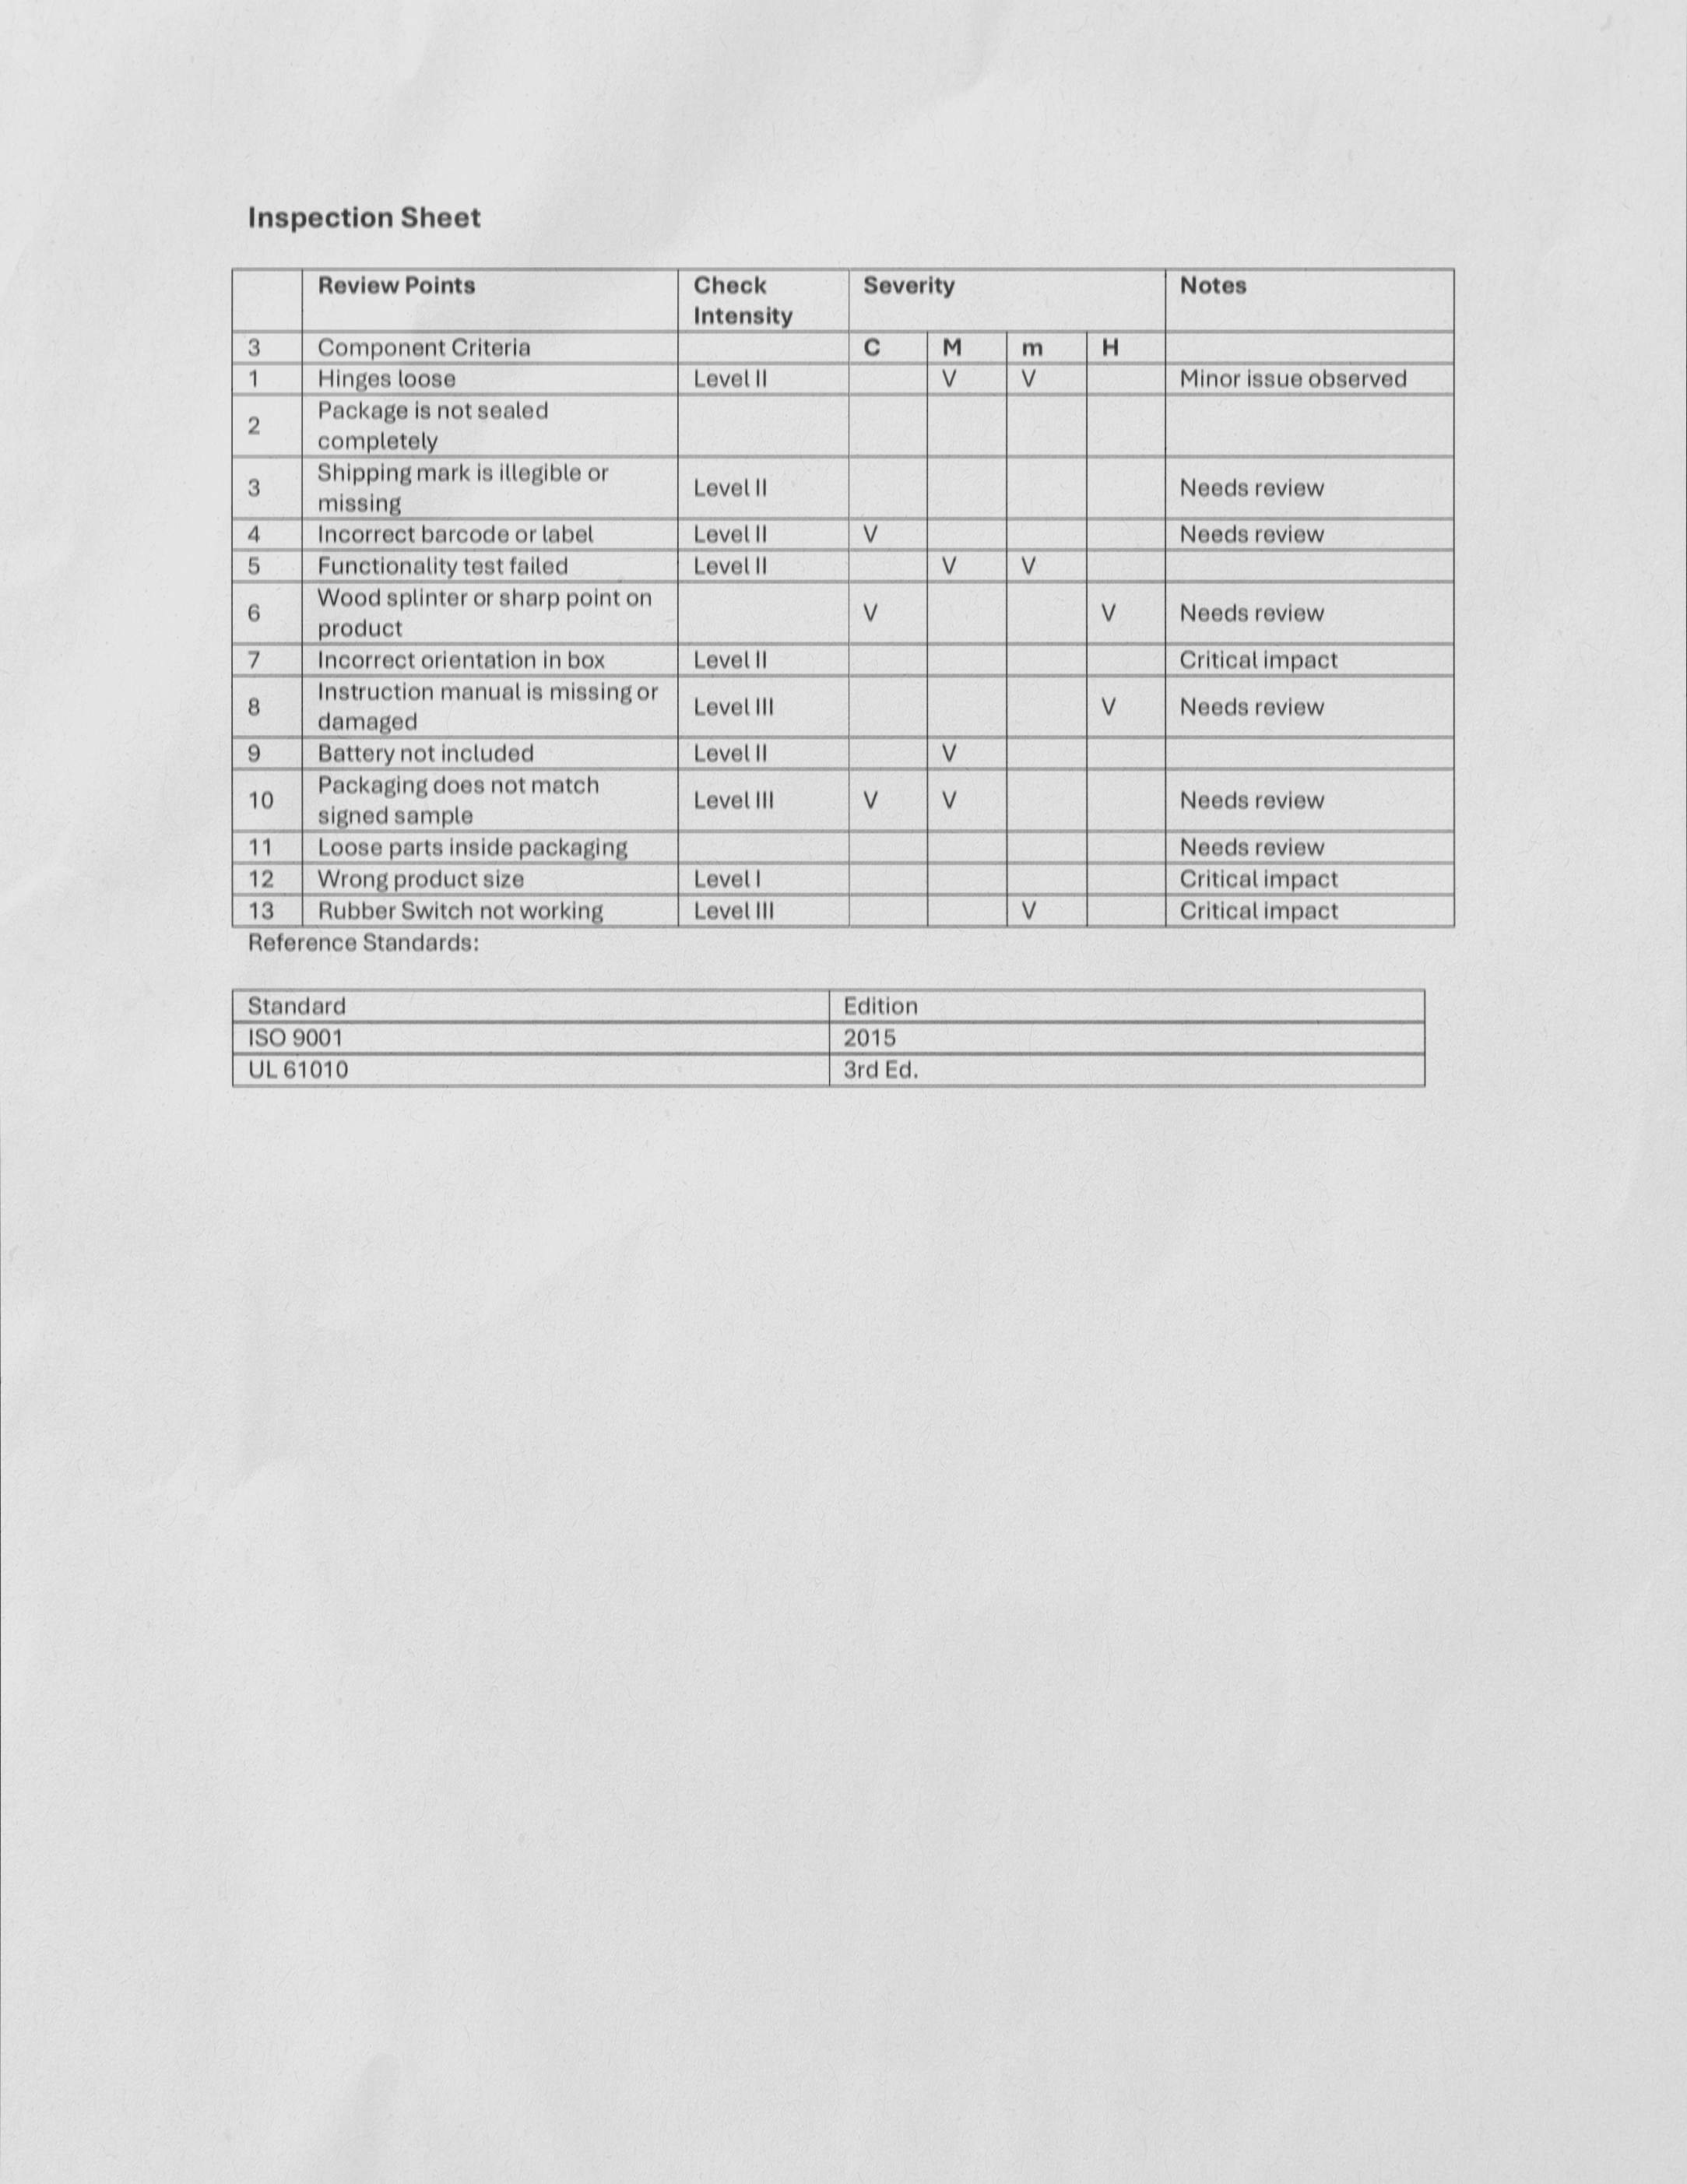 Inspection Sheet
Review Points Check Intensity Severity Notes
3 Component Criteria C M m H
1 Hinges loose Level II V V Minor issue observed
2 Package is not sealed completely
3 Shipping mark is illegible or missing Level II Needs review
4 Incorrect barcode or label Level II V Needs review
5 Functionality test failed Level II V V
6 Wood splinter or sharp point on product V V Needs review
7 Incorrect orientation in box Level II Critical impact
8 Instruction manual is missing or damaged Level III V Needs review
9 Battery not included Level II V
10 Packaging does not match signed sample Level III V V Needs review
11 Loose parts inside packaging Needs review
12 Wrong product size Level I Critical impact
13 Rubber Switch not working Level III V Critical impact
Reference Standards:
Standard Edition
ISO 9001 2015
UL 61010 3rd Ed.